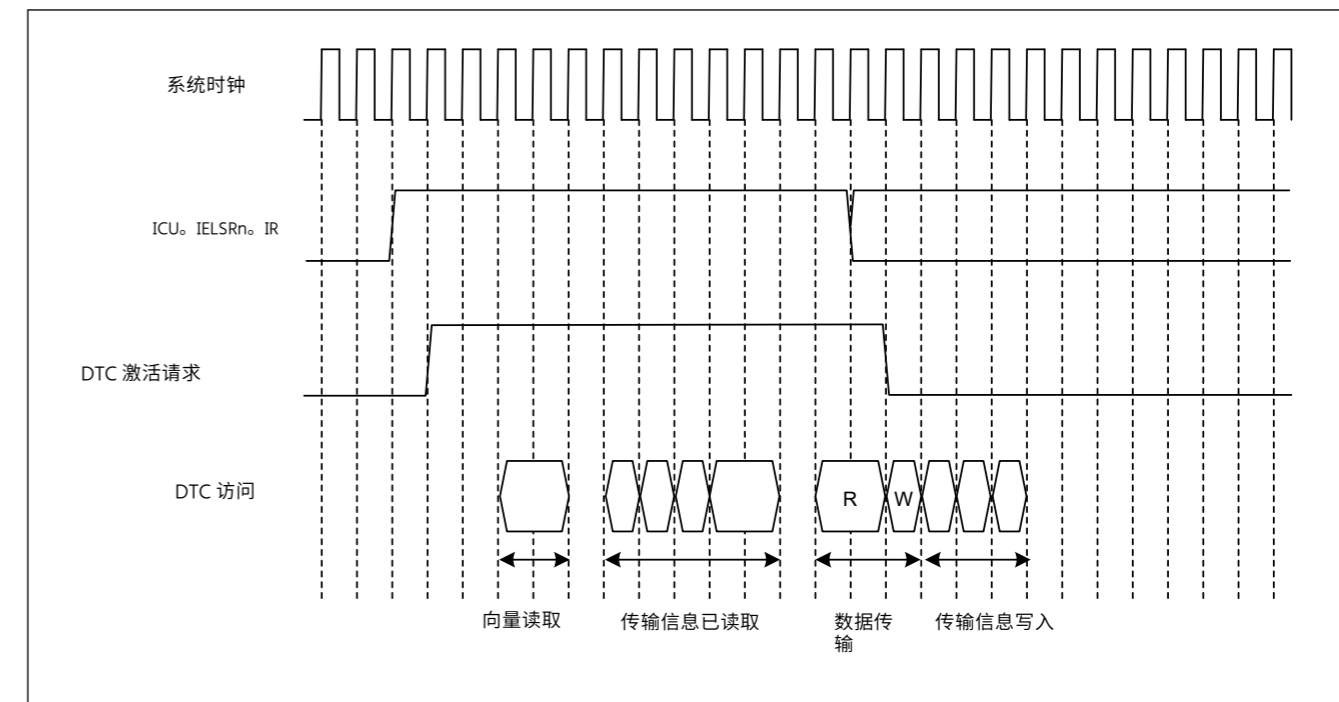 系统时钟
ICU。IELSRn。IR
DTC 激活请求
DTC 访问
R
W
向量读取
传输信息已读取
数据传
输
传输信息写入